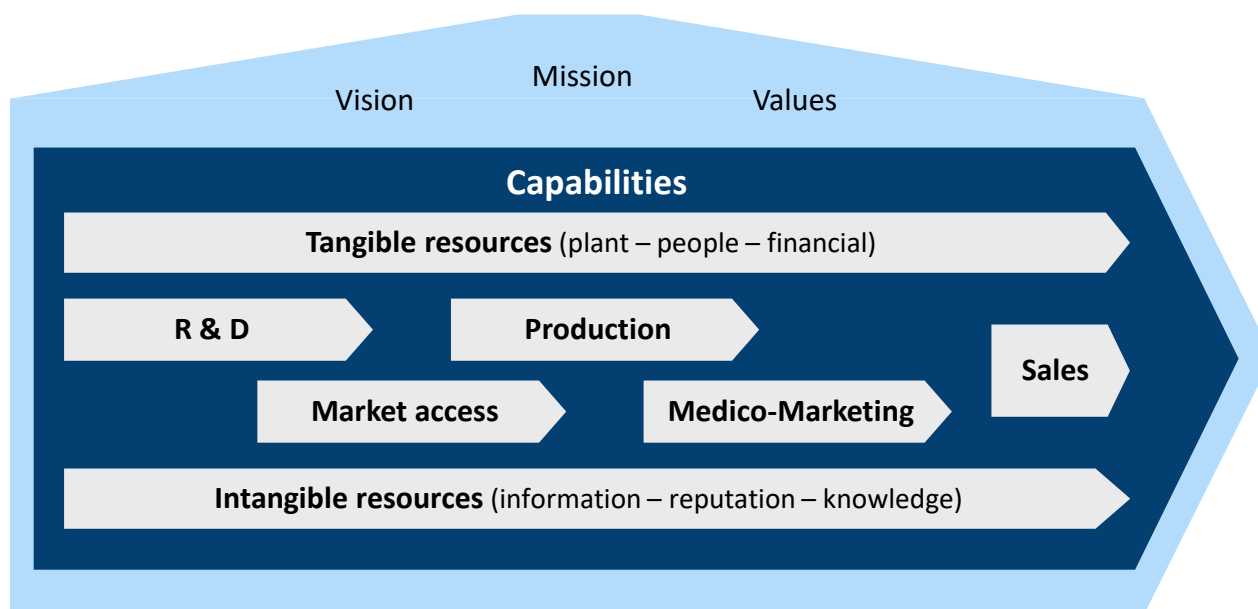 Mission
Vision
Values
Capabilities
Tangible resources (plant – people – financial)
R & D
Production
Sales
Market access
Medico-Marketing
Intangible resources (information – reputation – knowledge)